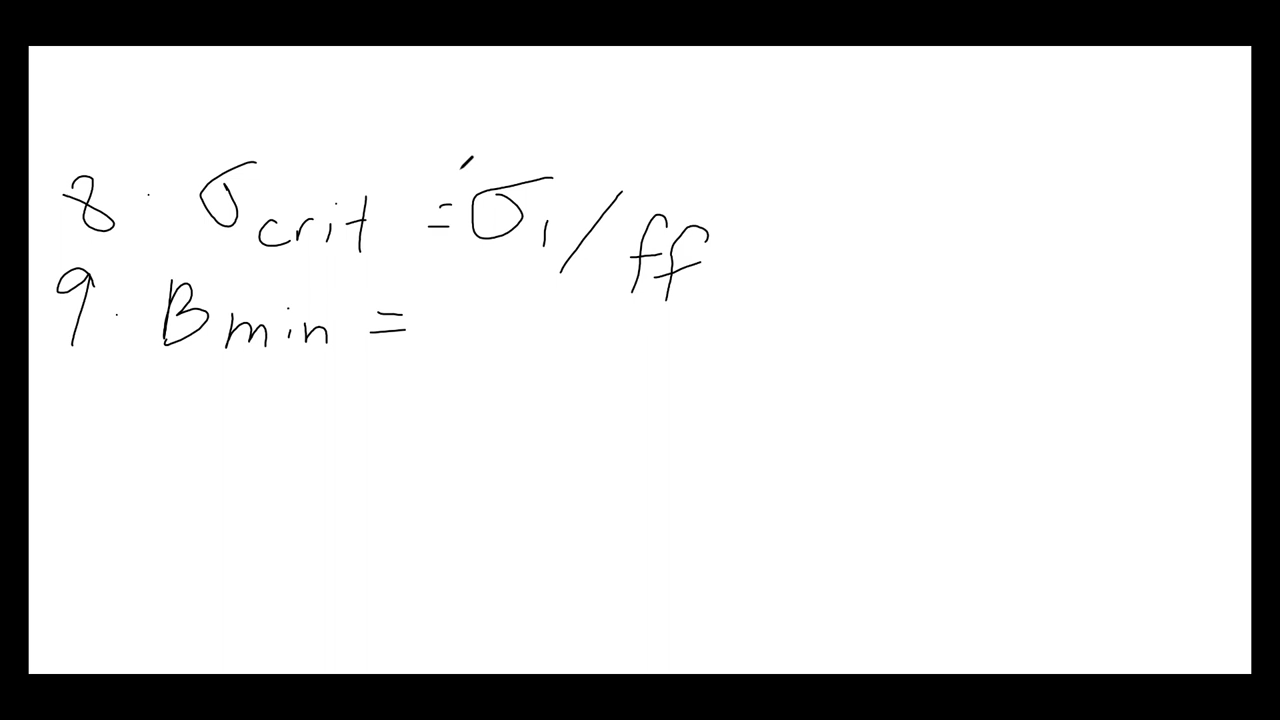 8. σcrit = σ₁/ff
9. Bmin =